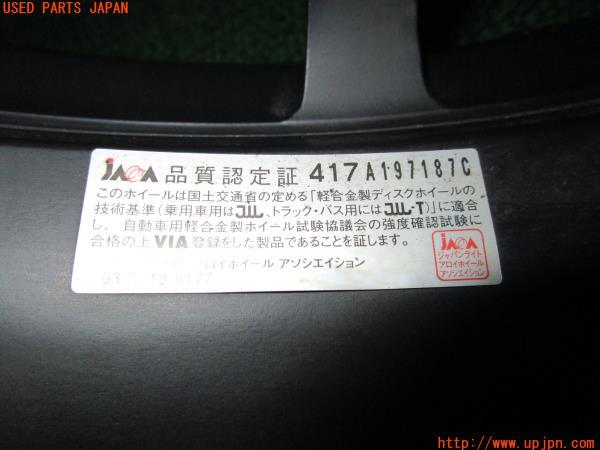 USED PARTS JAPAN
JAWA 品質認定証 417A197187C
このホイールは国土交通省の定める「軽合金製ディスクホイールの
技術基準(乗用車用はJWL、トラック・バス用にはJWL-T)」に適合
し、自動車用軽合金製ホイール試験協議会の強度確認試験に
合格の上VIA登録をした製品であることを証します。
アロイホイール アソシエイション
JAWA
ジャパンライト
アロイホイール
アソシエイション
http://www.upjpn.com/